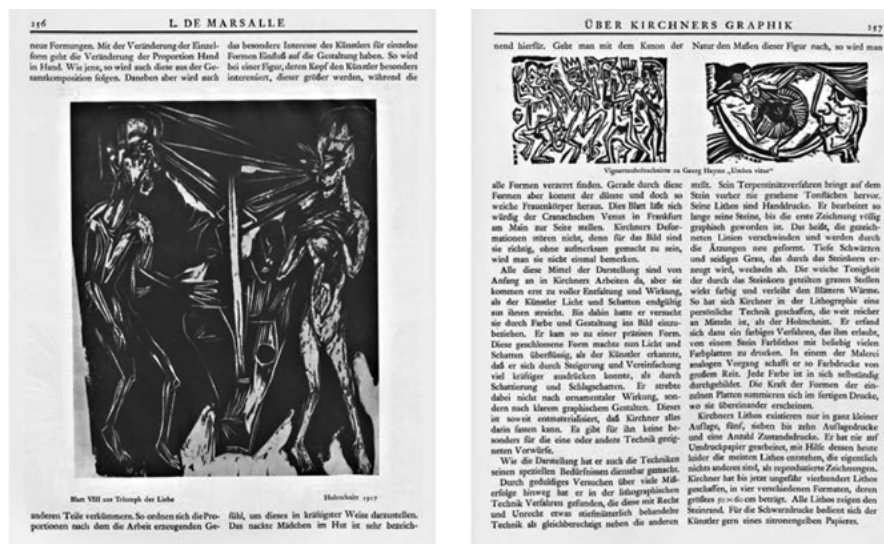 256
L. DE MARSALLE
neue Formungen. Mit der Veränderung der Einzel-
form geht die Veränderung der Proportion Hand
in Hand. Wie jene, so wird auch diese aus der Ge-
samtkomposition folgen. Daneben aber wird auch
das besondere Interesse des Künstlers für einzelne
Formen Einfluß auf die Gestaltung haben. So wird
bei einer Figur, deren Kopf den Künstler besonders
interessiert, dieser größer werden, während die
Blatt VIII zur Triumph der Liebe
Holzschnitt 1917
anderen Teile verkümmern. So ordnen sich die Pro-
portionen nach dem die Arbeit erzeugenden Ge-
fühl, um dieses in kräftigster Weise darzustellen.
Das nackte Mädchen im Hut ist sehr bezeich-
ÜBER KIRCHNERS GRAPHIK
257
nend hierfür. Geht man mit dem Kanon der
Natur den Maßen dieser Figur nach, so wird man
Vignettenholzschnitte zu Georg Heyms „Umbra vitae“
alle Formen verzerrt finden. Gerade durch diese
Formen aber kommt der dünne und doch so
weiche Frauenkörper heraus. Dies Blatt läßt sich
würdig der Cranachschen Venus in Frankfurt
am Main zur Seite stellen. Kirchners Defor-
mationen stören nicht, denn für das Bild sind
sie richtig, ohne aufmerksam gemacht zu sein,
wird man sie nicht einmal bemerken.
Alle diese Mittel der Darstellung sind von
Anfang an in Kirchners Arbeiten da, aber sie
kommen erst zu voller Entfaltung und Wirkung,
als der Künstler Licht und Schatten endgültig
aus ihnen streicht. Bis dahin hatte er versucht
sie durch Farbe und Gestaltung ins Bild einzu-
beziehen. Er kam so zu einer präzisen Form.
Diese geschlossene Form machte nun Licht und
Schatten überflüssig, als der Künstler erkannte,
daß er sich durch Steigerung und Vereinfachung
viel kräftiger ausdrücken konnte, als durch
Schattierung und Schlagschatten. Er strebte
dabei nicht nach ornamentaler Wirkung, son-
dern nach klarem graphischen Gestalten. Dieses
ist soweit entmaterialisiert, daß Kirchner alles
darin fassen kann. Es gibt für ihn keine be-
sonders für die eine oder andere Technik geeig-
neten Vorwürfe.
Wie die Darstellung hat er auch die Techniken
seinen speziellen Bedürfnissen dienstbar gemacht.
Durch geduldiges Versuchen über viele Miß-
erfolge hinweg hat er in der lithographischen
Technik Verfahren gefunden, die diese mit Recht
und Unrecht etwas stiefmütterlich behandelte
Technik als gleichberechtigt neben die anderen
stellt. Sein Terpentinätzverfahren bringt auf dem
Stein vorher nie gesehene Tonflächen hervor.
Seine Lithos sind Handdrucke. Er bearbeitet so
lange seine Steine, bis die erste Zeichnung völlig
graphisch geworden ist. Das heißt, die gezeich-
neten Linien verschwinden und werden durch
die Ätzungen neu geformt. Tiefe Schwärzen
und seidiges Grau, das durch das Steinkorn er-
zeugt wird, wechseln ab. Die weiche Tonigkeit
der durch das Steinkorn geteilten grauen Stellen
wirkt farbig und verleiht den Blättern Wärme.
So hat sich Kirchner in der Lithographie eine
persönliche Technik geschaffen, die weit reicher
an Mitteln ist, als der Holzschnitt. Er erfand
sich dazu ein farbiges Verfahren, das ihm erlaubt,
von einem Stein Farblithos mit beliebig vielen
Farbplatten zu drucken. In einem der Malerei
analogen Vorgang schafft er so Farbdrucke von
großem Reiz. Jede Farbe ist in sich selbständig
durchgebildet. Die Kraft der Formen der ein-
zelnen Platten summieren sich im fertigen Drucke,
wo sie übereinander erscheinen.
Kirchners Lithos existieren nur in ganz kleiner
Auflage, fünf, sieben bis zehn Auflagedrucke
und eine Anzahl Zustandsdrucke. Er hat nie auf
Umdruckpapier gearbeitet, mit Hilfe dessen heute
leider die meisten Lithos entstehen, die eigentlich
nichts anderes sind, als reproduzierte Zeichnungen.
Kirchner hat bis jetzt ungefähr vierhundert Lithos
geschaffen, in vier verschiedenen Formaten, deren
größtes 50×60 cm beträgt. Alle Lithos zeigen den
Steinrand. Für die Schwarzdrucke bedient sich der
Künstler gern eines zitronengelben Papieres.